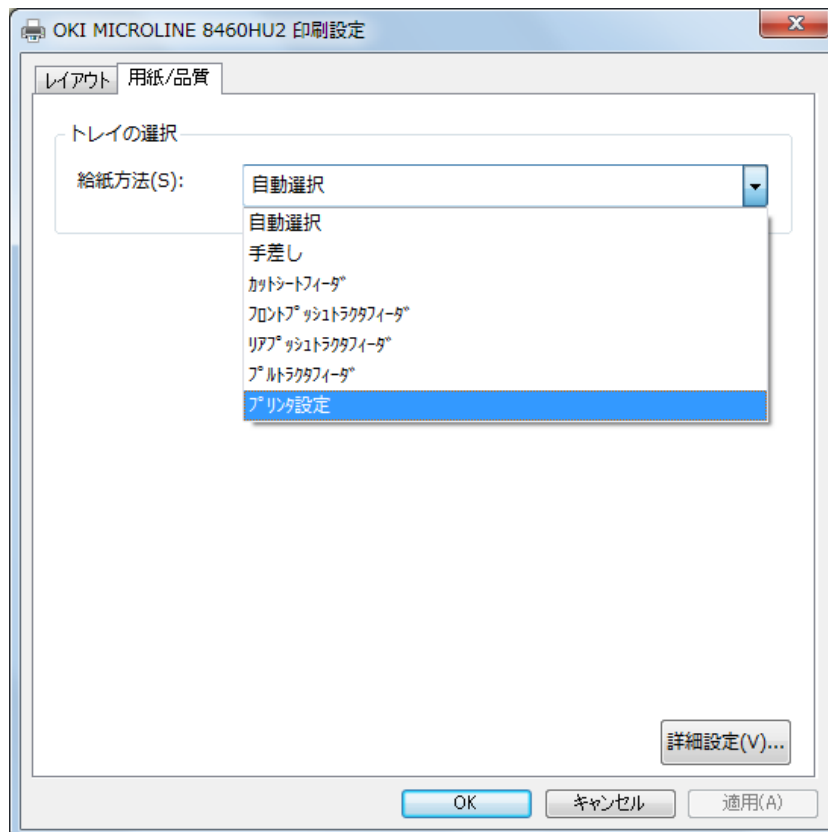 OKI MICROLINE 8460HU2 印刷設定
レイアウト 用紙/品質
トレイの選択
給紙方法(S): 自動選択
自動選択
手差し
ｶｯﾄｼｰﾄﾌｨｰﾀﾞ
ﾌﾛﾝﾄﾌﾟｯｼｭﾄﾗｸﾀﾌｨｰﾀﾞ
ﾘｱﾌﾟｯｼｭﾄﾗｸﾀﾌｨｰﾀﾞ
ﾌﾟﾙﾄﾗｸﾀﾌｨｰﾀﾞ
ﾌﾟﾘﾝﾀ設定
詳細設定(V)...
OK キャンセル 適用(A)